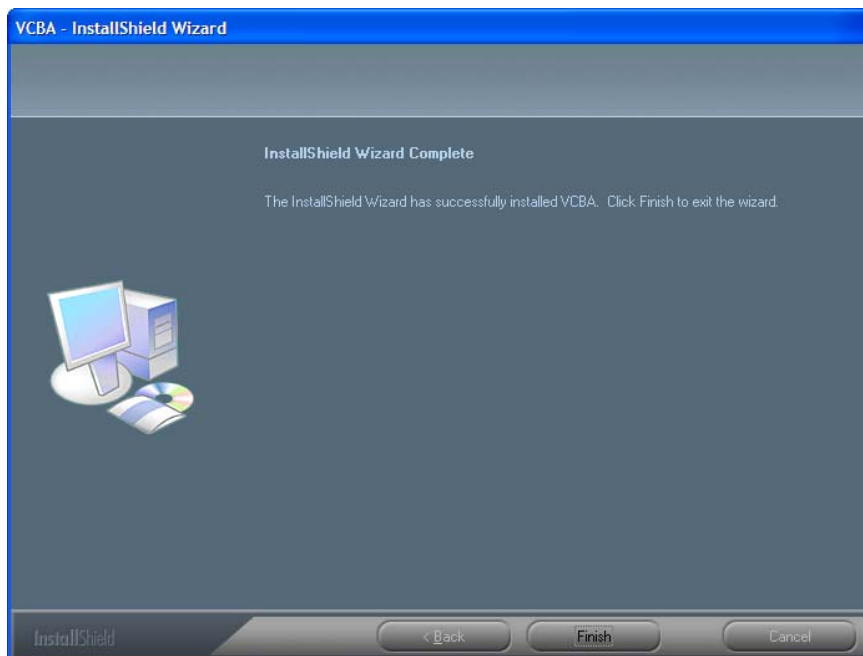 VCBA - InstallShield Wizard
InstallShield Wizard Complete
The InstallShield Wizard has successfully installed VCBA. Click Finish to exit the wizard.
InstallShield
< Back
Finish
Cancel